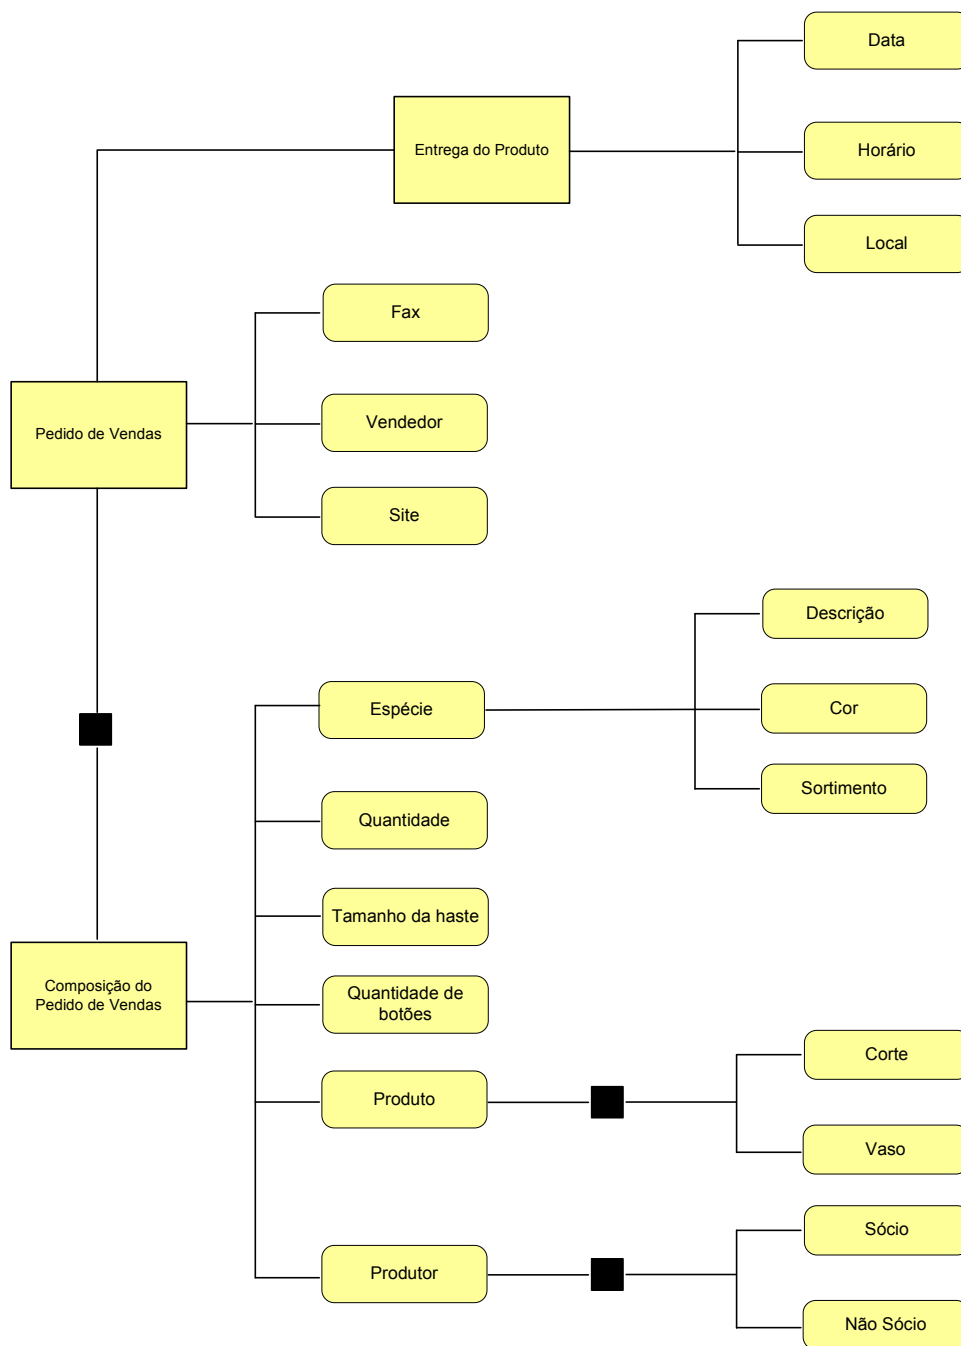 Data
Entrega do Produto
Horário
Local
Fax
Pedido de Vendas
Vendedor
Site
Descrição
Espécie
Cor
Sortimento
Quantidade
Tamanho da haste
Composição do
Pedido de Vendas
Quantidade de
botões
Corte
Produto
Vaso
Sócio
Produtor
Não Sócio